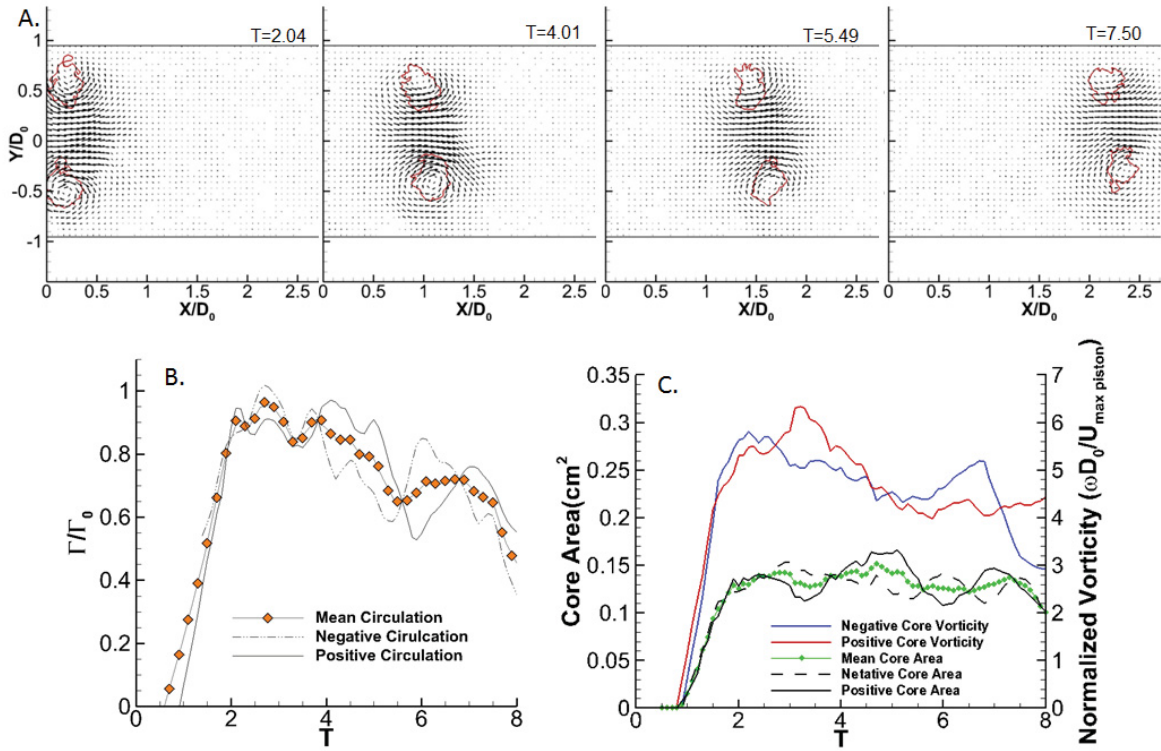 A.
T=2.04
T=4.01
T=5.49
T=7.50
1
0.5
0
-0.5
-1
Y/D0
0 0.5 1 1.5 2 2.5
0 0.5 1 1.5 2 2.5
0 0.5 1 1.5 2 2.5
0 0.5 1 1.5 2 2.5
X/D0
X/D0
X/D0
X/D0
B.
1
0.8
0.6
0.4
0.2
0
Γ/Γ0
Mean Circulation
Negative Cirulcation
Positive Circulation
2 4 6 8
T
C.
0.35
0.3
0.25
0.2
0.15
0.1
0.05
0
Core Area(cm2
)
7
6
5
4
3
2
1
0
Normalized Vorticity (ωD0/Umax piston)
Negative Core Vorticity
Positive Core Vorticity
Mean Core Area
Netative Core Area
Positive Core Area
2 4 6 8
T